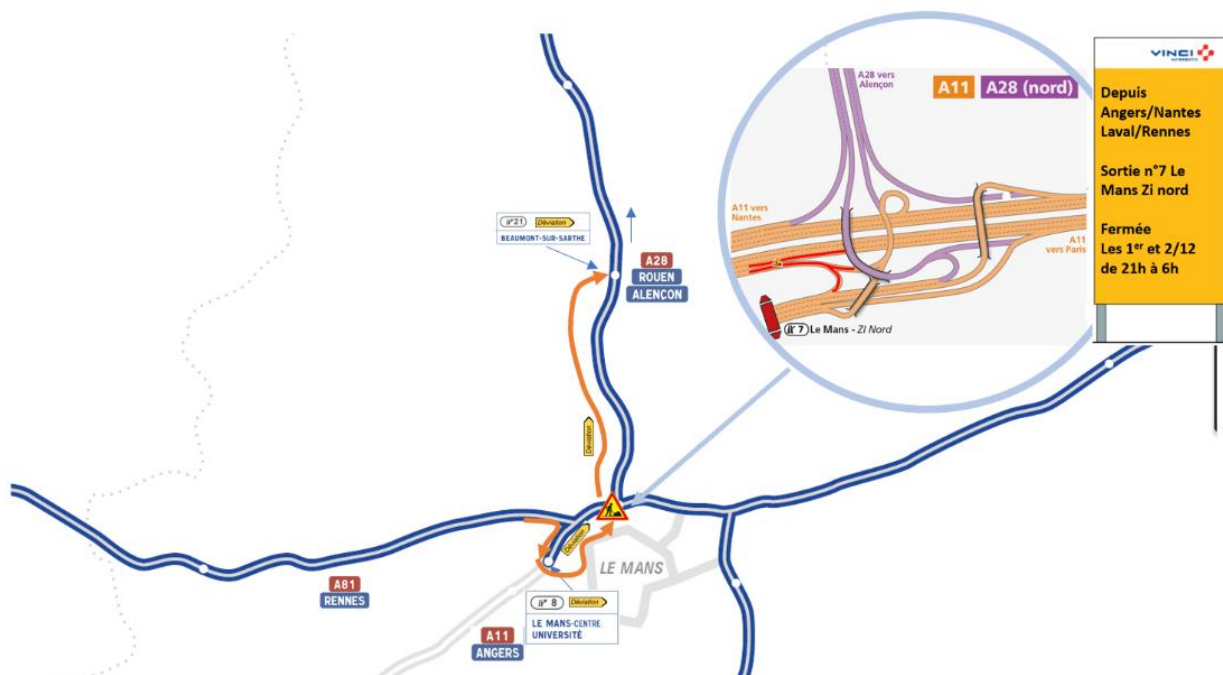 VINCI
AUTOROUTES
Depuis
Angers/Nantes
Laval/Rennes
Sortie n°7 Le
Mans Zi nord
Fermée
Les 1er et 2/12
de 21h à 6h
A28 vers
Alençon
A11 A28 (nord)
A11 vers
Nantes
A11
vers Paris
n° 7 Le Mans - ZI Nord
n°21 Déviation
BEAUMONT-SUR-SARTHE
A28
ROUEN
ALENÇON
Déviation
Déviation
LE MANS
A81
RENNES
n° 8 Déviation
LE MANS-CENTRE
UNIVERSITÉ
A11
ANGERS